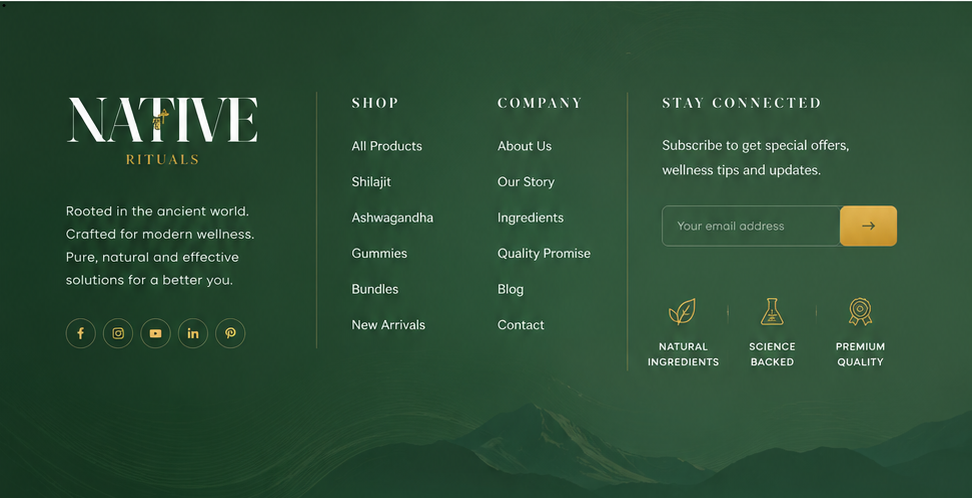 NATIVE
RITUALS
Rooted in the ancient world.
Crafted for modern wellness.
Pure, natural and effective
solutions for a better you.
SHOP
All Products
Shilajit
Ashwagandha
Gummies
Bundles
New Arrivals
COMPANY
About Us
Our Story
Ingredients
Quality Promise
Blog
Contact
STAY CONNECTED
Subscribe to get special offers,
wellness tips and updates.
Your email address
NATURAL
INGREDIENTS
SCIENCE
BACKED
PREMIUM
QUALITY